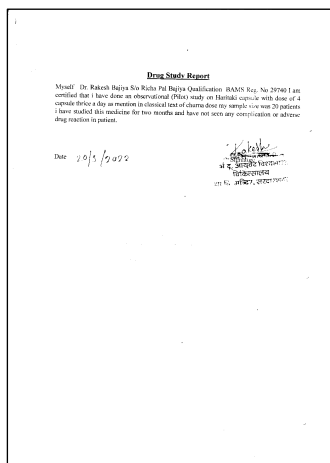 Drug Study Report
Myself Dr. Rakesh Bajiya S/o Richa Pal Bajiya Qualification BAMS Reg. No 29740 I am
certified that i have done an observational (Pilot) study on Haritaki capsule with dose of 4
capsule thrice a day as mention in classical text of churna dose my sample size was 20 patients
i have studied this medicine for two months and have not seen any complication or adverse
drug reaction in patient.
Date 20/3/2022
Rakesh
चिकित्सालय